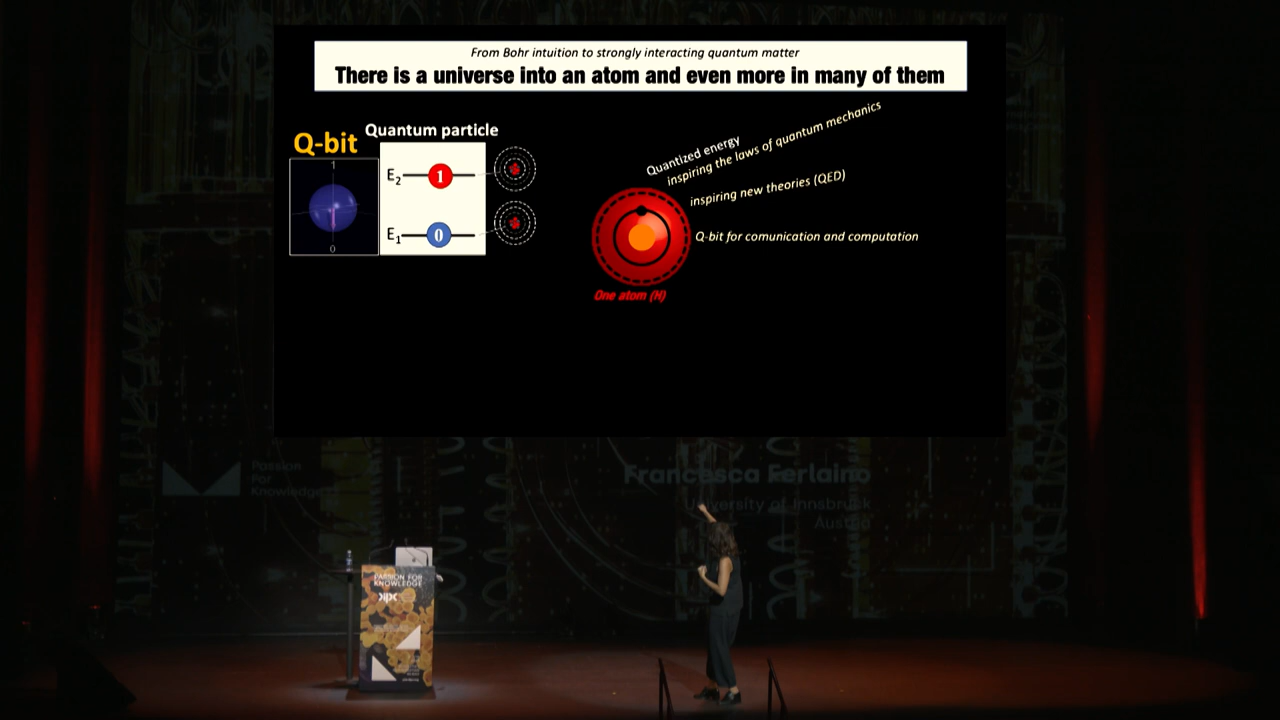 From Bohr intuition to strongly interacting quantum matter
There is a universe into an atom and even more in many of them
Q-bit
Quantum particle
1
0
E2
1
E1
0
Quantized energy
inspiring the laws of quantum mechanics
inspiring new theories (QED)
Q-bit for comunication and computation
One atom (H)
Passion
For
Knowledge
Francesca Ferlaino
University of Innsbruck
Austria
PASSION FOR
KNOWLEDGE
dipc